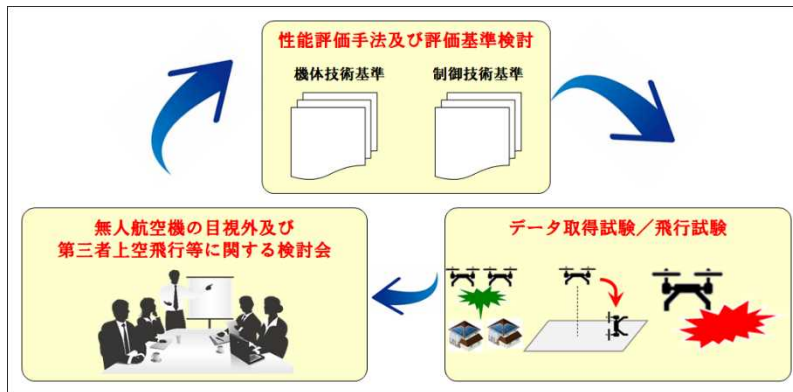 性能評価手法及び評価基準検討
機体技術基準
制御技術基準
無人航空機の目視外及び
第三者上空飛行等に関する検討会
データ取得試験／飛行試験